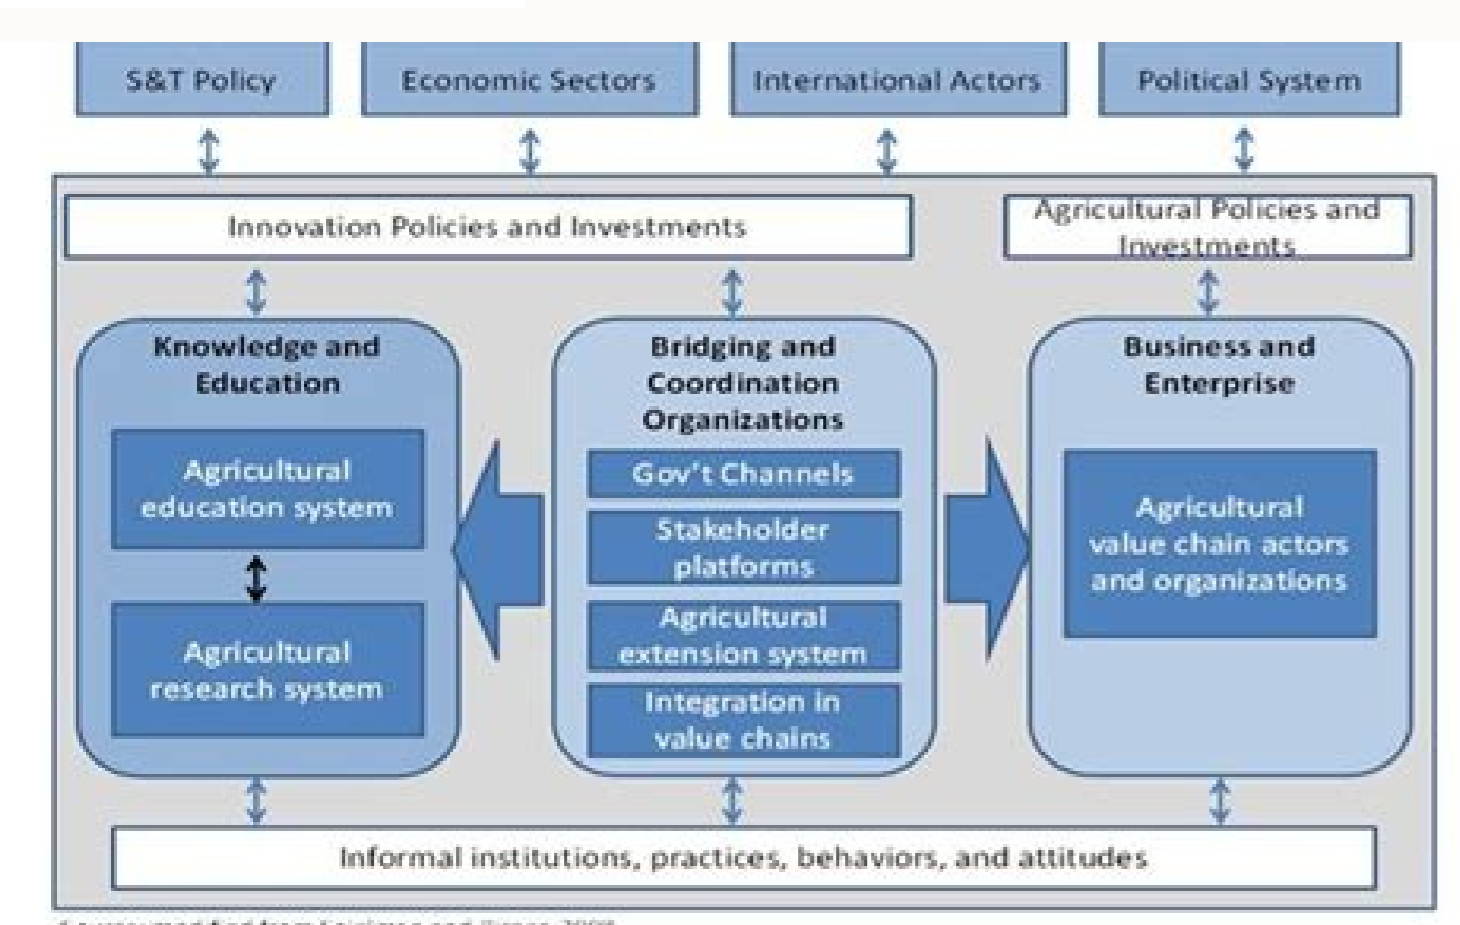 S&T Policy
Economic Sectors
International Actors
Political System
Innovation Policies and Investments
Agricultural Policies and
Investments
Knowledge and
Education
Agricultural
education system
Agricultural
research system
Bridging and
Coordination
Organizations
Gov't Channels
Stakeholder
platforms
Agricultural
extension system
Integration in
value chains
Business and
Enterprise
Agricultural
value chain actors
and organizations
Informal institutions, practices, behaviors, and attitudes
modified from